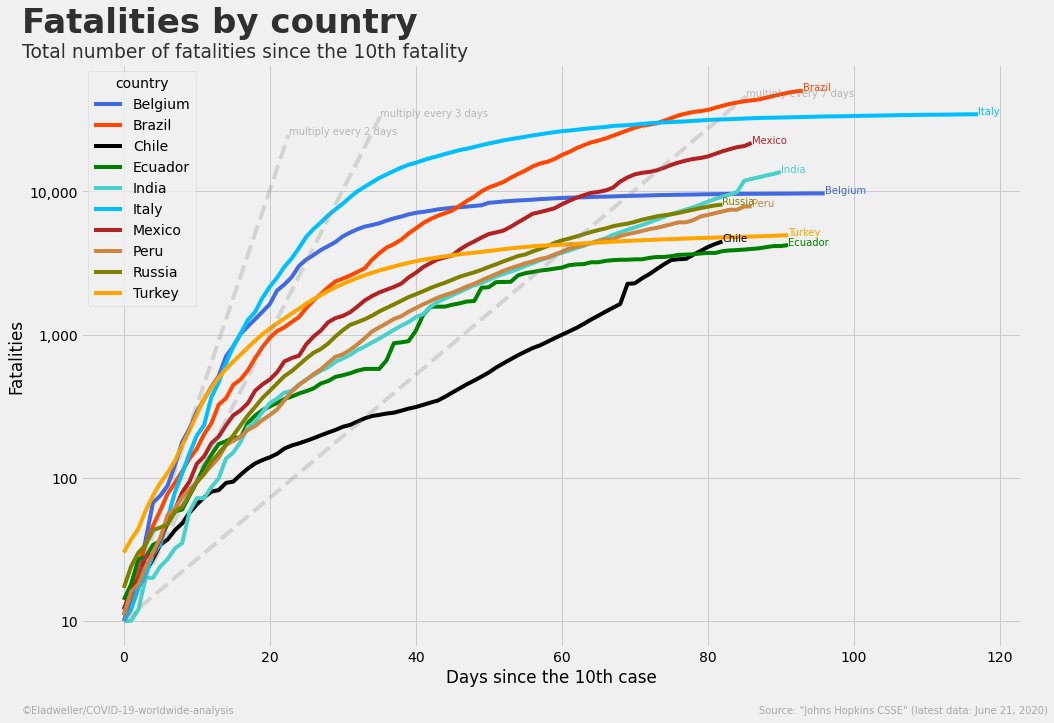 Fatalities by country
Total number of fatalities since the 10th fatality
country
Belgium
Brazil
Chile
Ecuador
India
Italy
Mexico
Peru
Russia
Turkey
multiply every 2 days
multiply every 3 days
multiply every 7 days
Brazil
Italy
Mexico
India
Belgium
Russia
Peru
Turkey
Chile
Ecuador
Fatalities
10,000
1,000
100
10
0
20
40
60
80
100
120
Days since the 10th case
©Eladweller/COVID-19-worldwide-analysis
Source: "Johns Hopkins CSSE" (latest data: June 21, 2020)